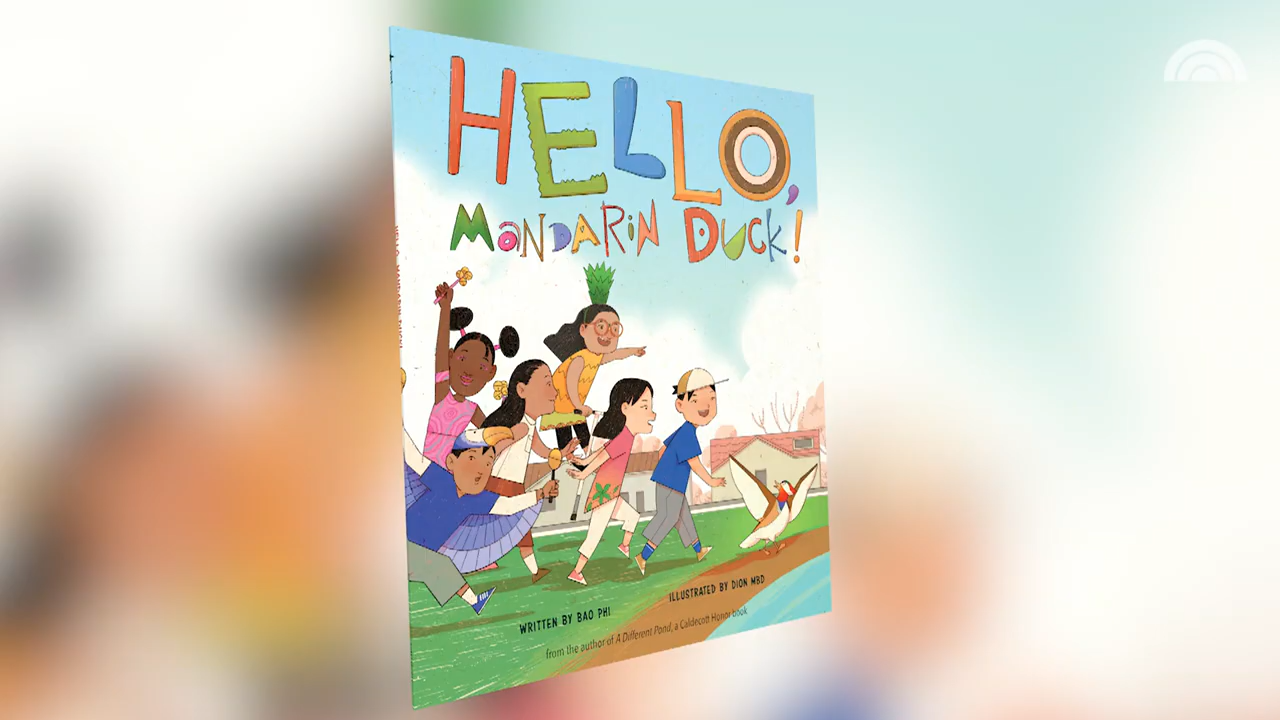 HELLO,
MANDARIN DUCK!
WRITTEN BY BAO PHI
ILLUSTRATED BY DION MBD
from the author of A Different Pond, a Caldecott Honor book